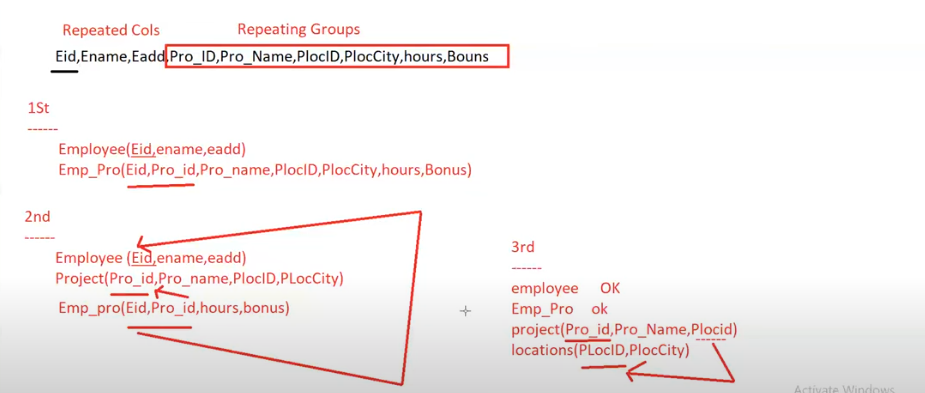 Repeated Cols Repeating Groups
Eid,Ename,Eadd,Pro_ID,Pro_Name,PlocID,PlocCity,hours,Bouns
1St
------
Employee(Eid,ename,eadd)
Emp_Pro(Eid,Pro_id,Pro_name,PlocID,PlocCity,hours,Bonus)
2nd
------
Employee (Eid,ename,eadd)
Project(Pro_id,Pro_name,PlocID,PLocCity)
Emp_pro(Eid,Pro_id,hours,bonus)
3rd
------
employee OK
Emp_Pro ok
project(Pro_id,Pro_Name,Plocid)
locations(PLocID,PlocCity)
Activate Windows